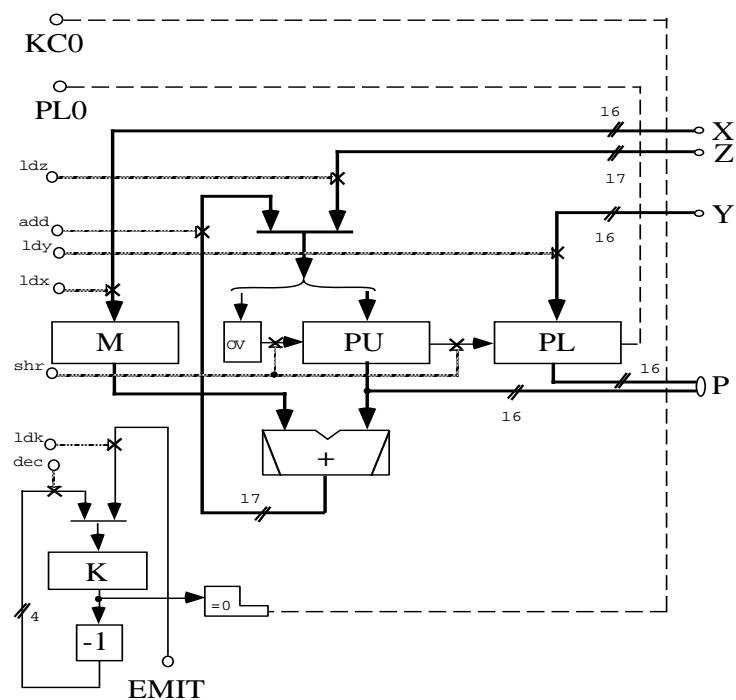 KC0
PL0
16
X
Z
ldz
17
add
Y
ldy
16
ldx
M
ov
PU
PL
shr
16
P
16
ldk
+
dec
17
K
=0
4
-1
EMIT